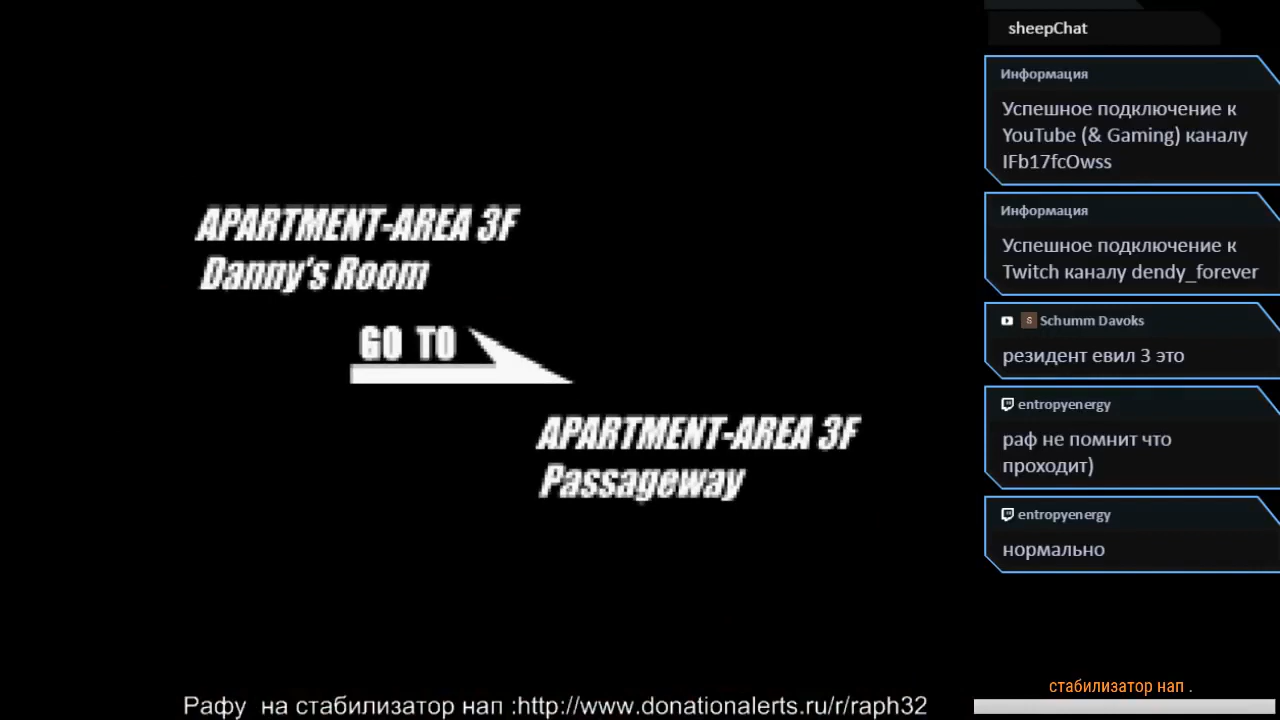 APARTMENT-AREA 3F
Danny's Room
GO TO
APARTMENT-AREA 3F
Passageway
sheepChat
Информация
Успешное подключение к
YouTube (& Gaming) каналу
IFb17fcOwss
Информация
Успешное подключение к
Twitch каналу dendy_forever
S Schumm Davoks
резидент евил 3 это
entropyenergy
раф не помнит что
проходит)
entropyenergy
нормально
стабилизатор нап .
Рафу на стабилизатор нап :http://www.donationalerts.ru/r/raph32